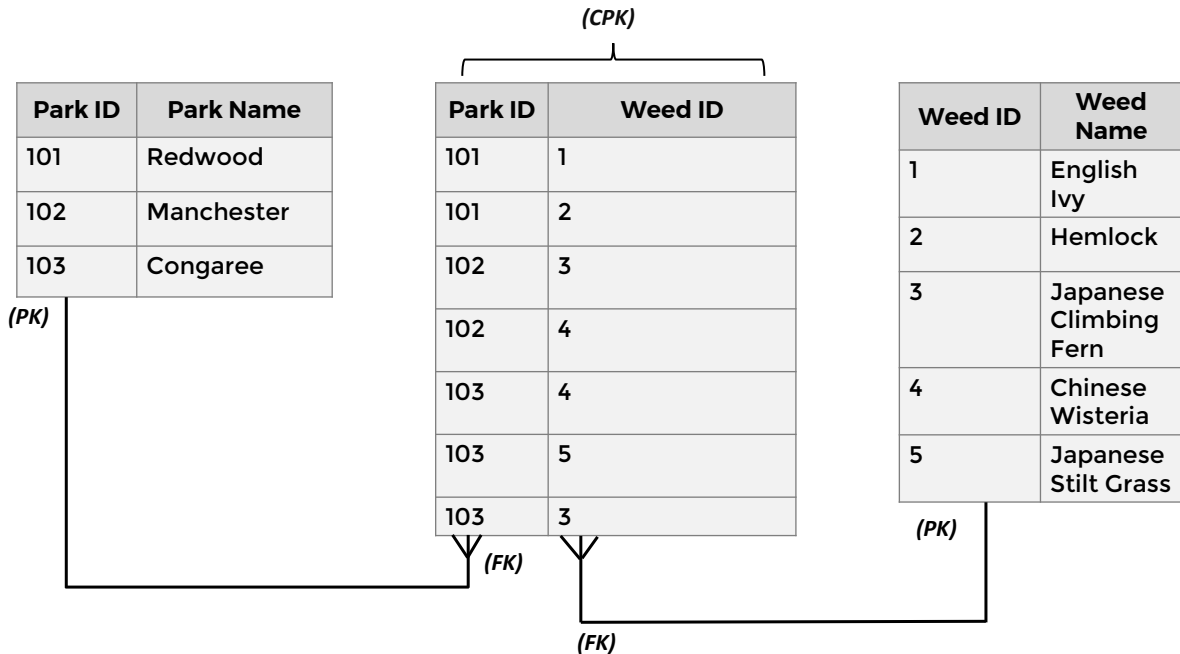 (CPK)
Park ID Park Name
101 Redwood
102 Manchester
103 Congaree
(PK)
Park ID Weed ID
101 1
101 2
102 3
102 4
103 4
103 5
103 3
(FK)
(FK)
Weed ID Weed
Name
1 English
Ivy
2 Hemlock
3 Japanese
Climbing
Fern
4 Chinese
Wisteria
5 Japanese
Stilt Grass
(PK)